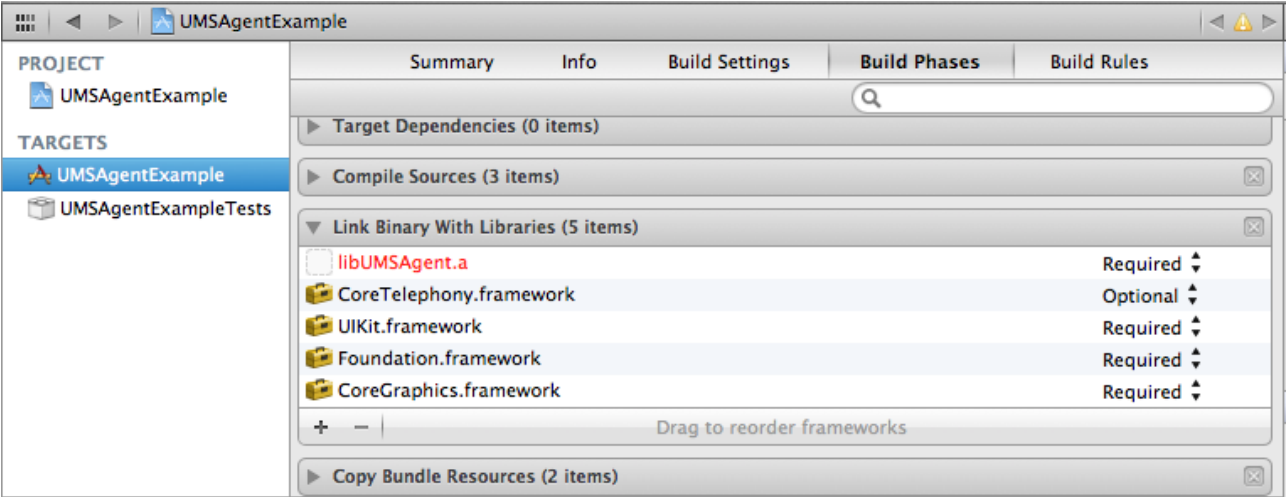 UMSAgentExample
PROJECT
UMSAgentExample
TARGETS
UMSAgentExample
UMSAgentExampleTests
Summary Info Build Settings Build Phases Build Rules
Target Dependencies (0 items)
Compile Sources (3 items)
Link Binary With Libraries (5 items)
libUMSAgent.a Required
CoreTelephony.framework Optional
UIKit.framework Required
Foundation.framework Required
CoreGraphics.framework Required
Drag to reorder frameworks
Copy Bundle Resources (2 items)